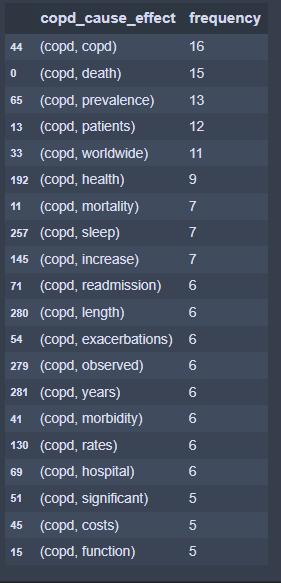 copd_cause_effect frequency
44 (copd, copd) 16
0 (copd, death) 15
65 (copd, prevalence) 13
13 (copd, patients) 12
33 (copd, worldwide) 11
192 (copd, health) 9
11 (copd, mortality) 7
257 (copd, sleep) 7
145 (copd, increase) 7
71 (copd, readmission) 6
280 (copd, length) 6
54 (copd, exacerbations) 6
279 (copd, observed) 6
281 (copd, years) 6
41 (copd, morbidity) 6
130 (copd, rates) 6
69 (copd, hospital) 6
51 (copd, significant) 5
45 (copd, costs) 5
15 (copd, function) 5